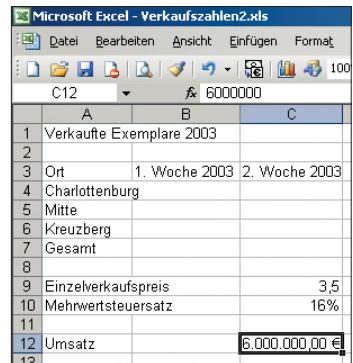 Microsoft Excel - Verkaufszahlen2.xls
Datei Bearbeiten Ansicht Einfügen Format
100
C12 fx 6000000
A B C
1 Verkaufte Exemplare 2003
2
3 Ort 1. Woche 2003 2. Woche 2003
4 Charlottenburg
5 Mitte
6 Kreuzberg
7 Gesamt
8
9 Einzelverkaufspreis 3,5
10 Mehrwertsteuersatz 16%
11
12 Umsatz 6.000.000,00 €
13